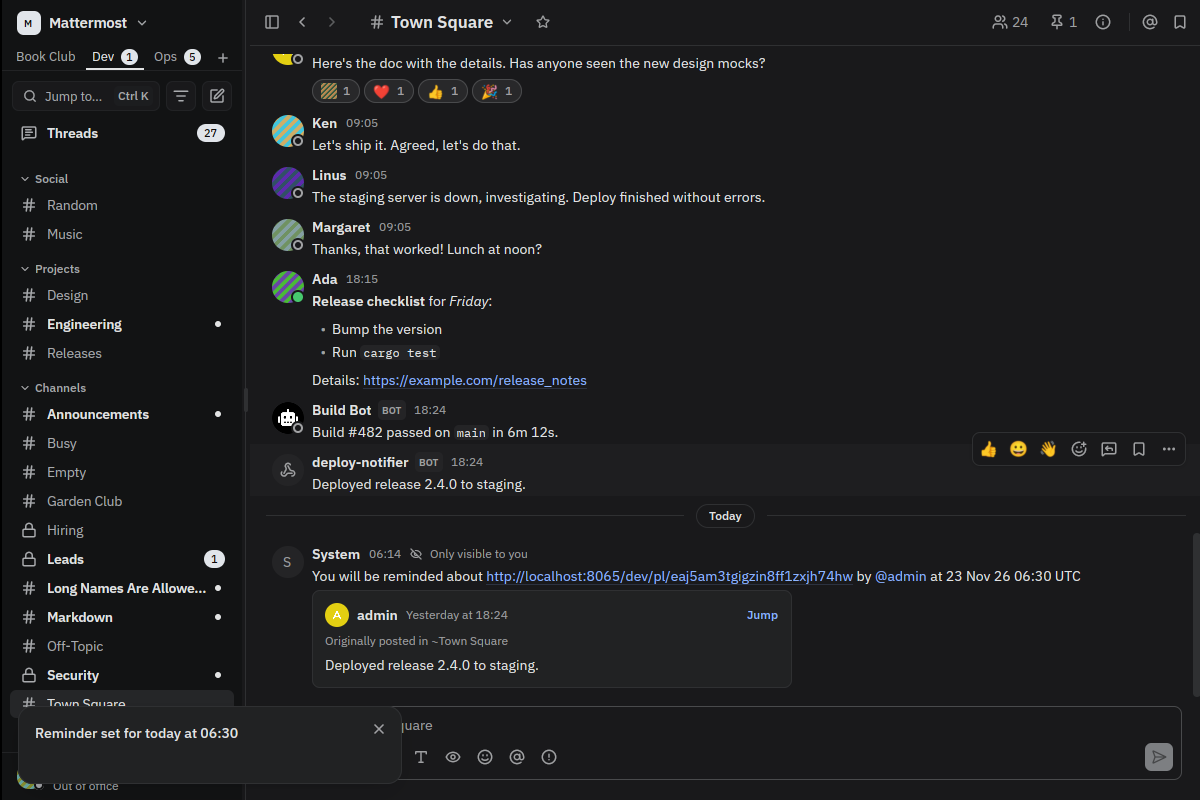 M Mattermost
Book Club Dev 1 Ops 5
Jump to... Ctrl K
Threads 27
Social
Random
Music
Projects
Design
Engineering
Releases
Channels
Announcements
Busy
Empty
Garden Club
Hiring
Leads 1
Long Names Are Allowe...
Markdown
Off-Topic
Security
Town Square
Reminder set for today at 06:30
Out of office
Town Square
24 1
Here's the doc with the details. Has anyone seen the new design mocks?
1 1 1 1
Ken 09:05
Let's ship it. Agreed, let's do that.
Linus 09:05
The staging server is down, investigating. Deploy finished without errors.
Margaret 09:05
Thanks, that worked! Lunch at noon?
Ada 18:15
Release checklist for Friday:
• Bump the version
• Run cargo test
Details: https://example.com/release_notes
Build Bot BOT 18:24
Build #482 passed on main in 6m 12s.
deploy-notifier BOT 18:24
Deployed release 2.4.0 to staging.
Today
S System 06:14 Only visible to you
You will be reminded about http://localhost:8065/dev/pl/eaj5am3tgigzin8ff1zxjh74hw by @admin at 23 Nov 26 06:30 UTC
A admin Yesterday at 18:24 Jump
Originally posted in ~Town Square
Deployed release 2.4.0 to staging.